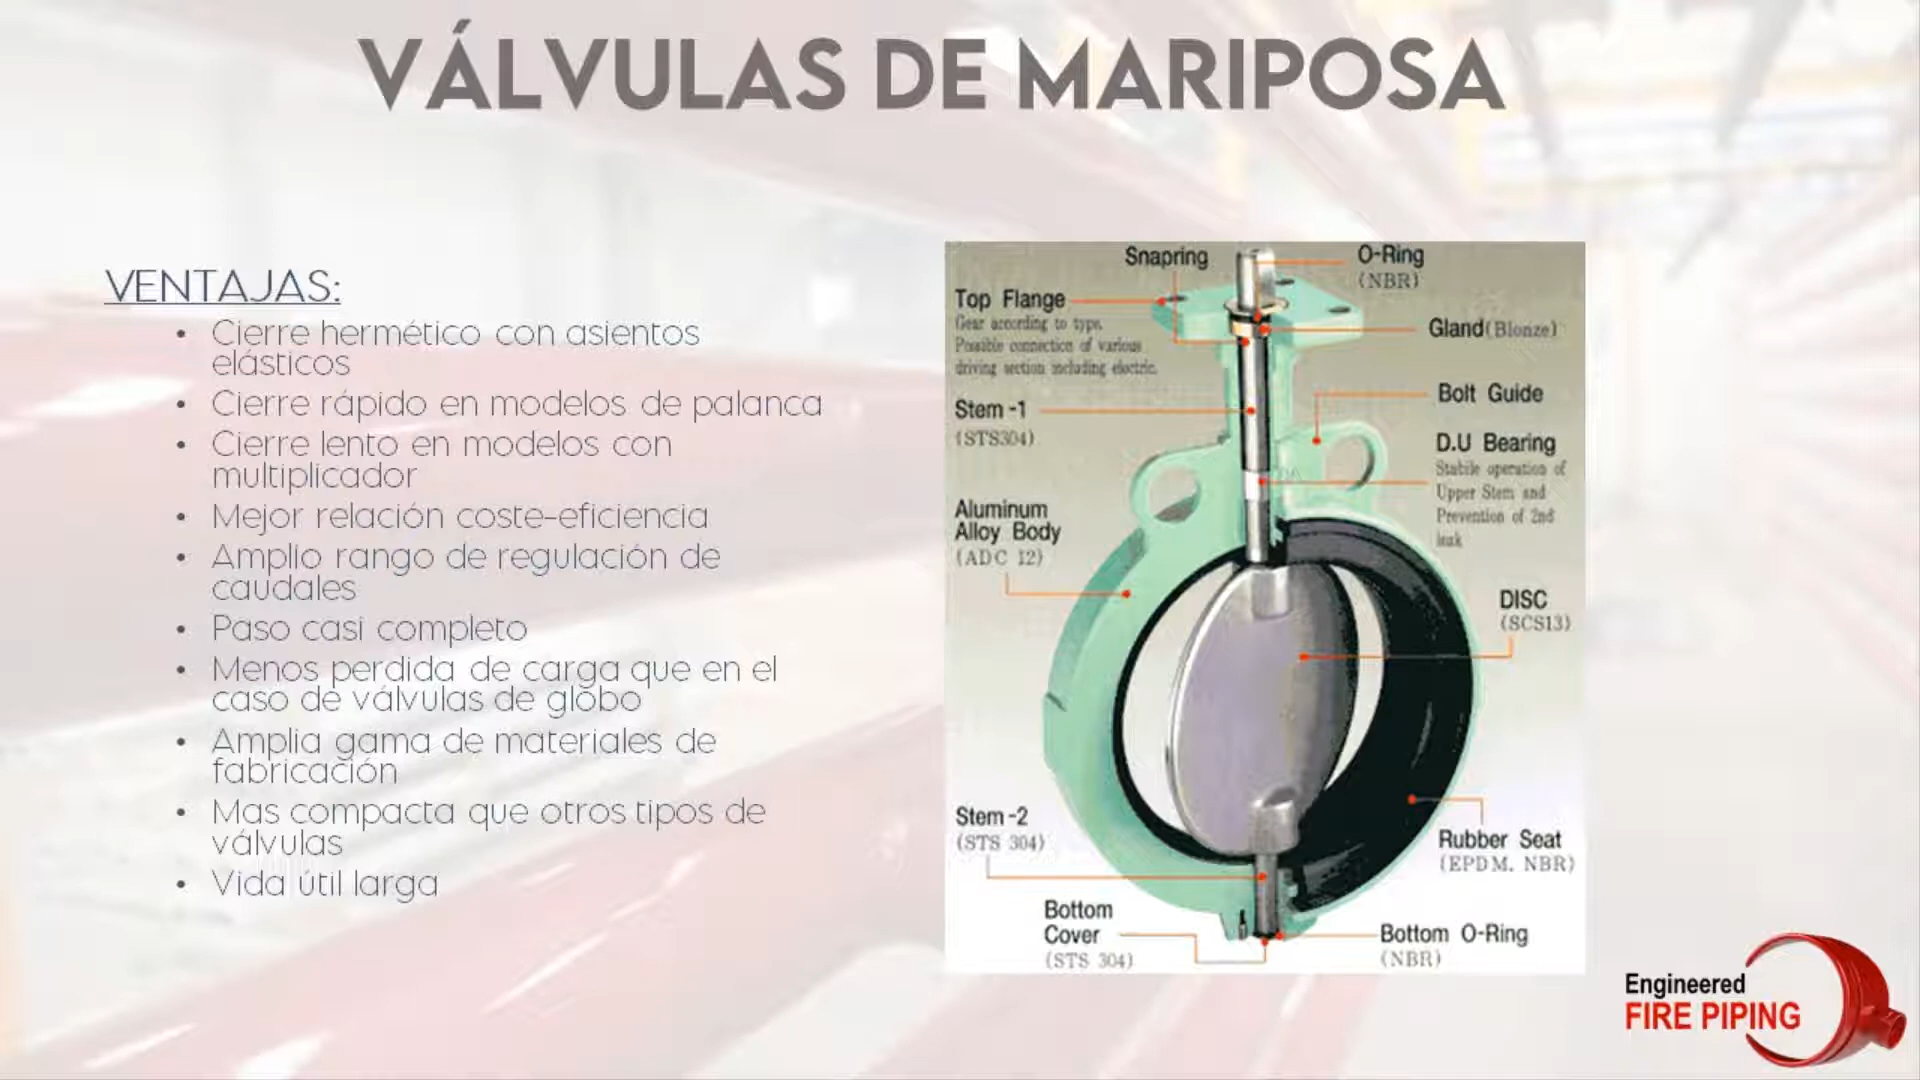 VÁLVULAS DE MARIPOSA
VENTAJAS:
• Cierre hermético con asientos
elásticos
• Cierre rápido en modelos de palanca
• Cierre lento en modelos con
multiplicador
• Mejor relación coste-eficiencia
• Amplio rango de regulación de
caudales
• Paso casi completo
• Menos perdida de carga que en el
caso de válvulas de globo
• Amplia gama de materiales de
fabricación
• Mas compacta que otros tipos de
válvulas
• Vida útil larga
Snapring
O-Ring
(NBR)
Top Flange
Gear according to type.
Possible connection of various
driving section including electric.
Gland(Blonze)
Stem-1
(STS304)
Bolt Guide
D.U Bearing
Stabile operation of
Upper Stem and
Prevention of 2nd
leak
Aluminum
Alloy Body
(ADC 12)
DISC
(SCS13)
Stem-2
(STS 304)
Rubber Seat
(EPDM. NBR)
Bottom
Cover
(STS 304)
Bottom O-Ring
(NBR)
Engineered
FIRE PIPING